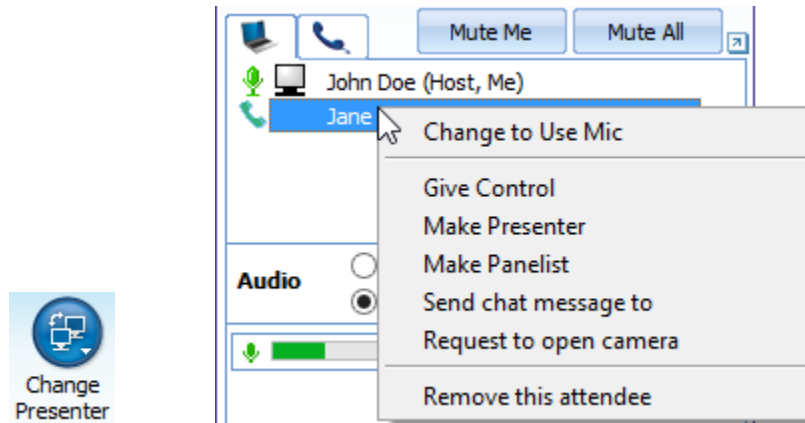 Mute Me
Mute All
John Doe (Host, Me)
Jane
Change to Use Mic
Give Control
Make Presenter
Make Panelist
Send chat message to
Request to open camera
Remove this attendee
Audio
Change
Presenter